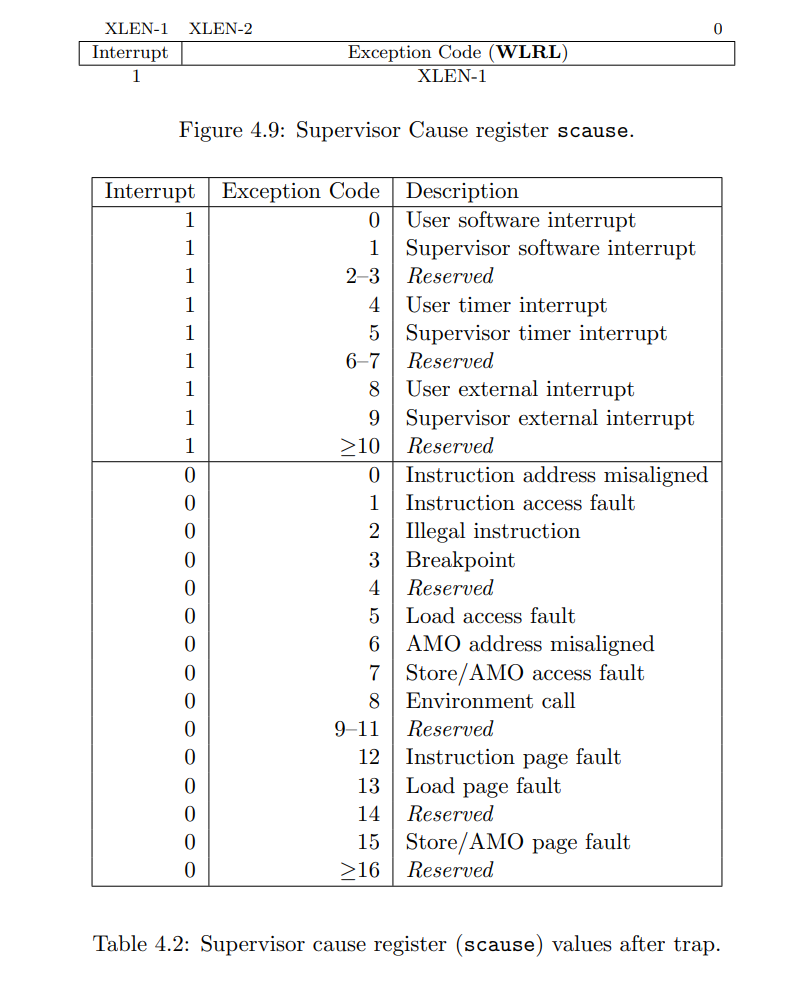 XLEN-1 XLEN-2 0
Interrupt Exception Code (WLRL)
1 XLEN-1
Figure 4.9: Supervisor Cause register scause.
Interrupt Exception Code Description
1 0 User software interrupt
1 1 Supervisor software interrupt
1 2–3 Reserved
1 4 User timer interrupt
1 5 Supervisor timer interrupt
1 6–7 Reserved
1 8 User external interrupt
1 9 Supervisor external interrupt
1 ≥10 Reserved
0 0 Instruction address misaligned
0 1 Instruction access fault
0 2 Illegal instruction
0 3 Breakpoint
0 4 Reserved
0 5 Load access fault
0 6 AMO address misaligned
0 7 Store/AMO access fault
0 8 Environment call
0 9–11 Reserved
0 12 Instruction page fault
0 13 Load page fault
0 14 Reserved
0 15 Store/AMO page fault
0 ≥16 Reserved
Table 4.2: Supervisor cause register (scause) values after trap.